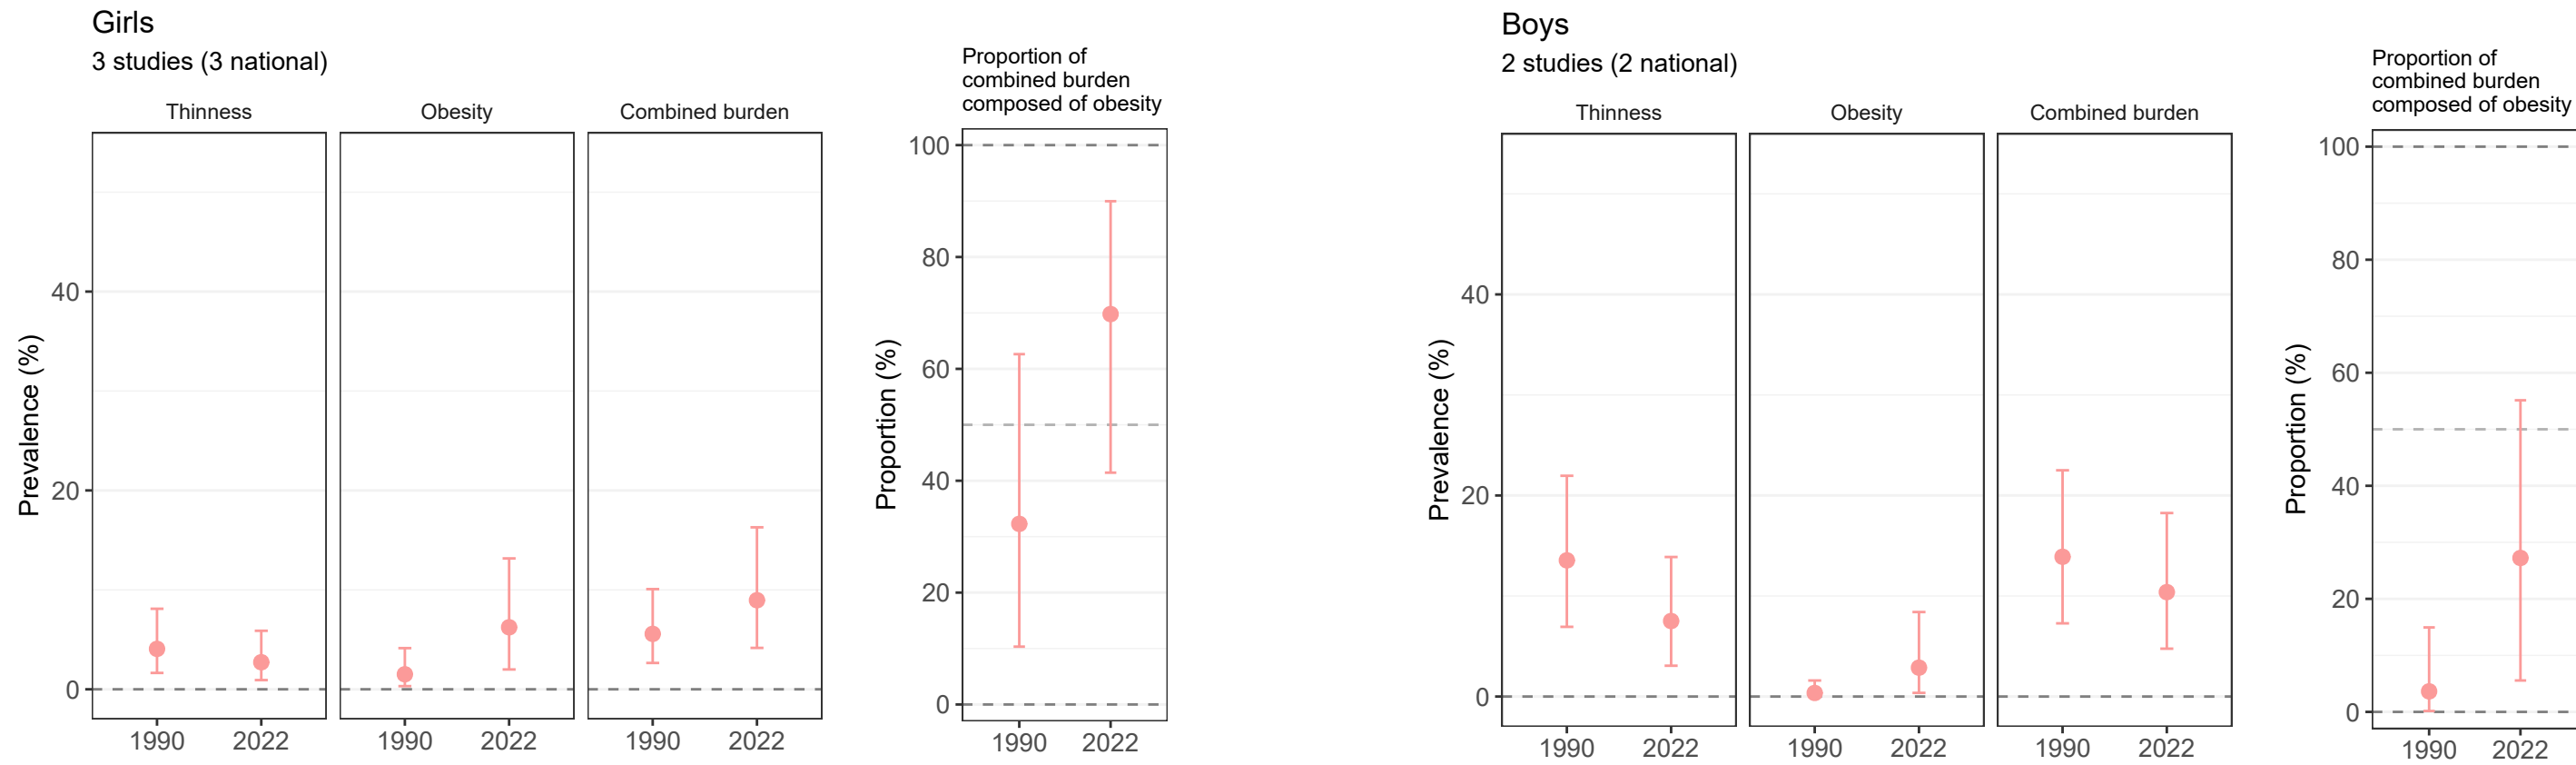 Girls
3 studies (3 national)
Thinness
Obesity
Combined burden
Prevalence (%)
40
20
0
1990 2022
1990 2022
1990 2022
Proportion of
combined burden
composed of obesity
Proportion (%)
100
80
60
40
20
0
1990 2022
Boys
2 studies (2 national)
Thinness
Obesity
Combined burden
Prevalence (%)
40
20
0
1990 2022
1990 2022
1990 2022
Proportion of
combined burden
composed of obesity
Proportion (%)
100
80
60
40
20
0
1990 2022